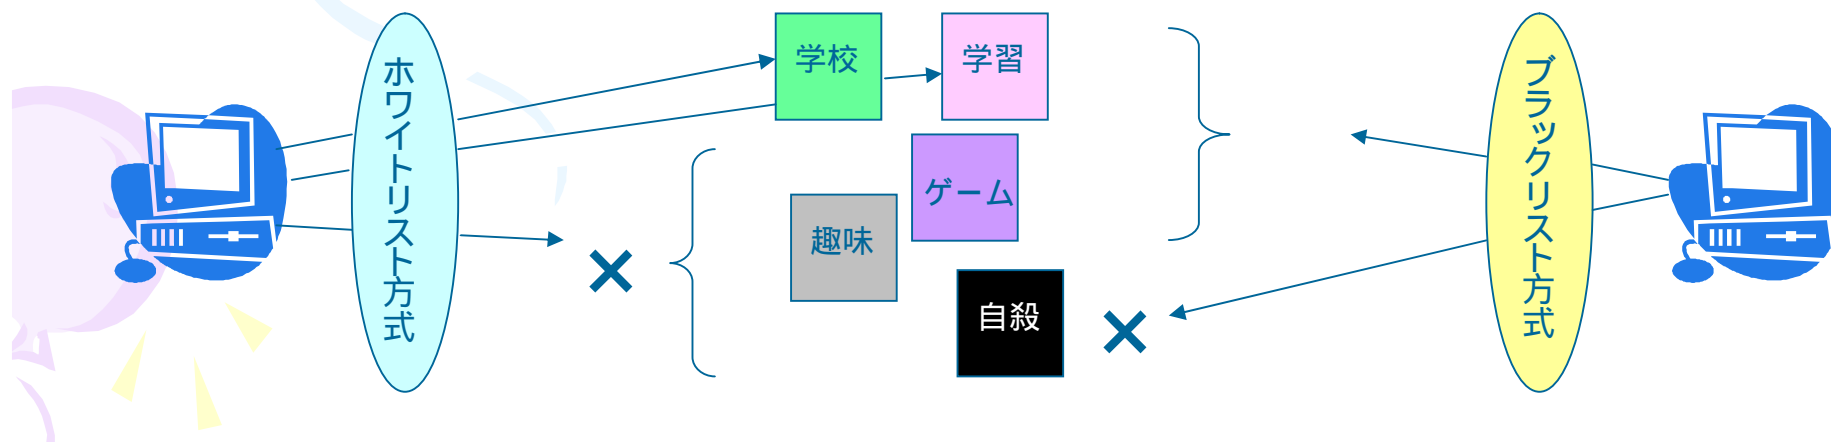 ホワイトリスト方式
学校
学習
ゲーム
趣味
自殺
×
×
ブラックリスト方式